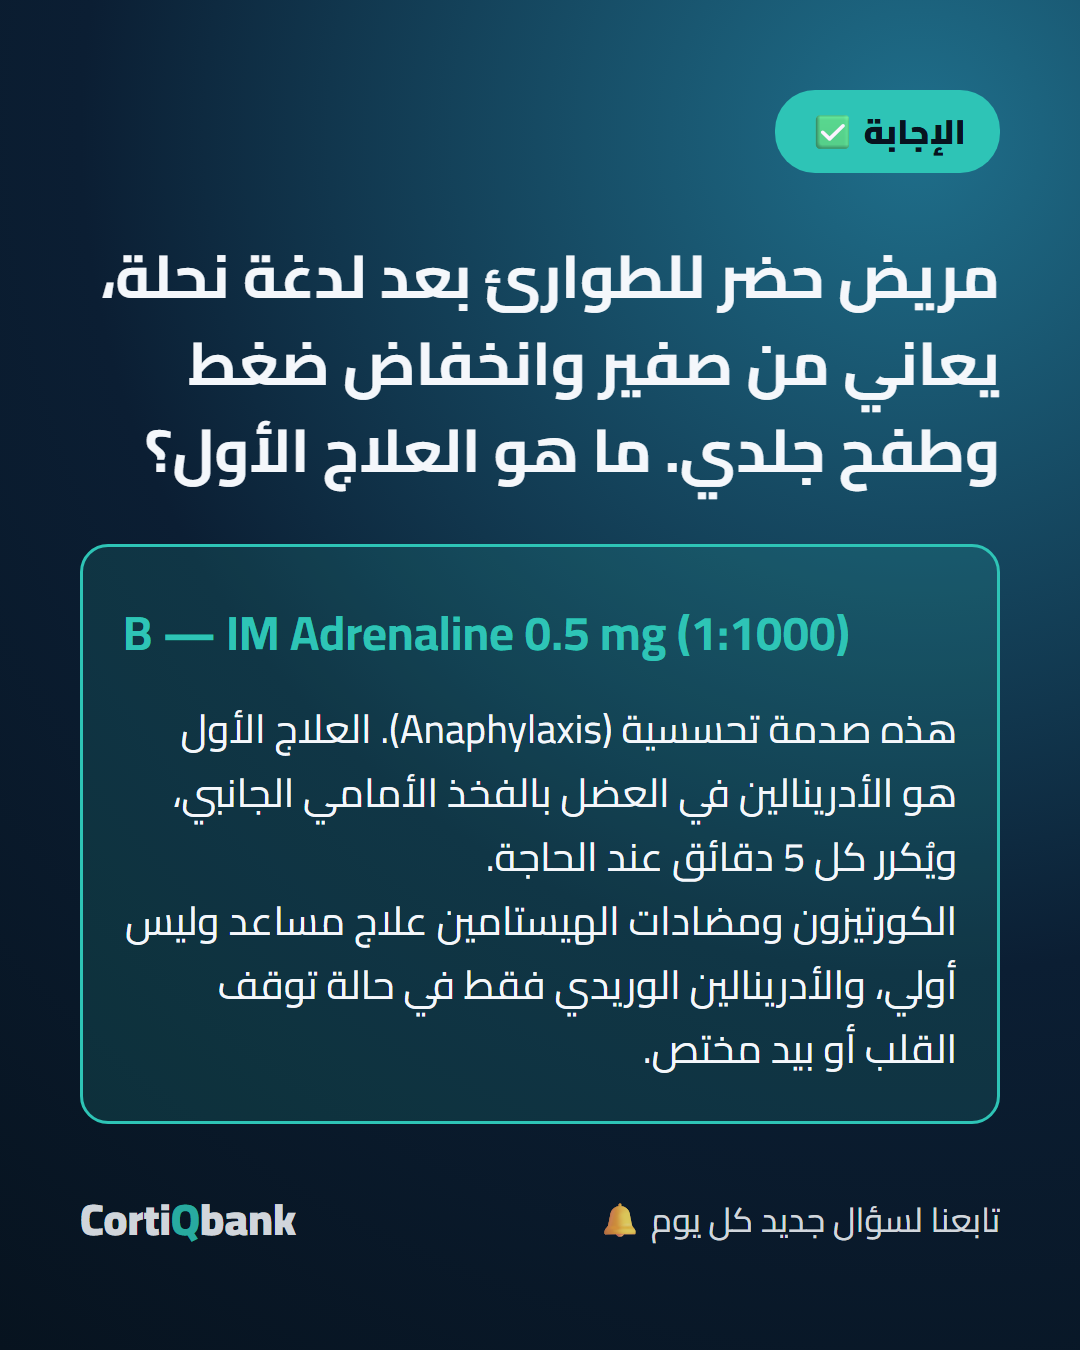 الإجابة ✅
مريض حضر للطوارئ بعد لدغة نحلة،
يعاني من صفير وانخفاض ضغط
وطفح جلدي. ما هو العلاج الأول؟
B — IM Adrenaline 0.5 mg (1:1000)
هذه صدمة تحسسية (Anaphylaxis). العلاج الأول
هو الأدرينالين في العضل بالفخذ الأمامي الجانبي،
ويُكرر كل 5 دقائق عند الحاجة.
الكورتيزون ومضادات الهيستامين علاج مساعد وليس
أولي، والأدرينالين الوريدي فقط في حالة توقف
القلب أو بيد مختص.
تابعنا لسؤال جديد كل يوم 🔔
CortiQbank